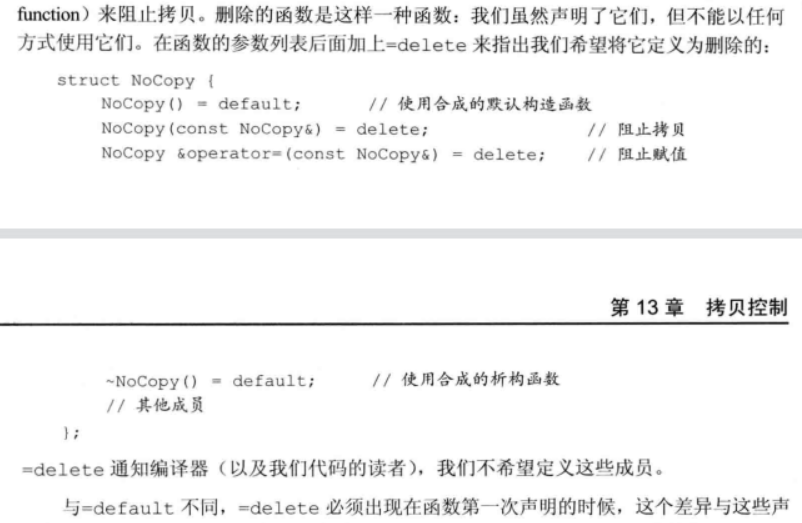 function）来阻止拷贝。删除的函数是这样一种函数：我们虽然声明了它们，但不能以任何
方式使用它们。在函数的参数列表后面加上=delete 来指出我们希望将它定义为删除的：
struct NoCopy {
NoCopy() = default; // 使用合成的默认构造函数
NoCopy(const NoCopy&) = delete; // 阻止拷贝
NoCopy &operator=(const NoCopy&) = delete; // 阻止赋值
第 13 章 拷贝控制
~NoCopy() = default; // 使用合成的析构函数
// 其他成员
};
=delete 通知编译器（以及我们代码的读者），我们不希望定义这些成员。
与=default 不同，=delete 必须出现在函数第一次声明的时候，这个差异与这些声